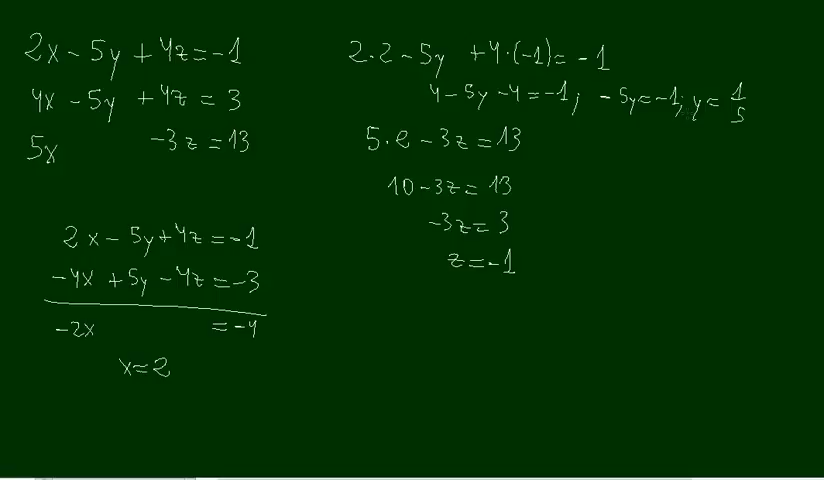 2x - 5y + 4z = -1
4x - 5y + 4z = 3
5x - 3z = 13
2x - 5y + 4z = -1
-4x + 5y - 4z = -3
-2x = -4
x = 2
2·2 - 5y + 4·(-1) = -1
4 - 5y - 4 = -1; -5y = -1; y = 1/5
5·2 - 3z = 13
10 - 3z = 13
-3z = 3
z = -1